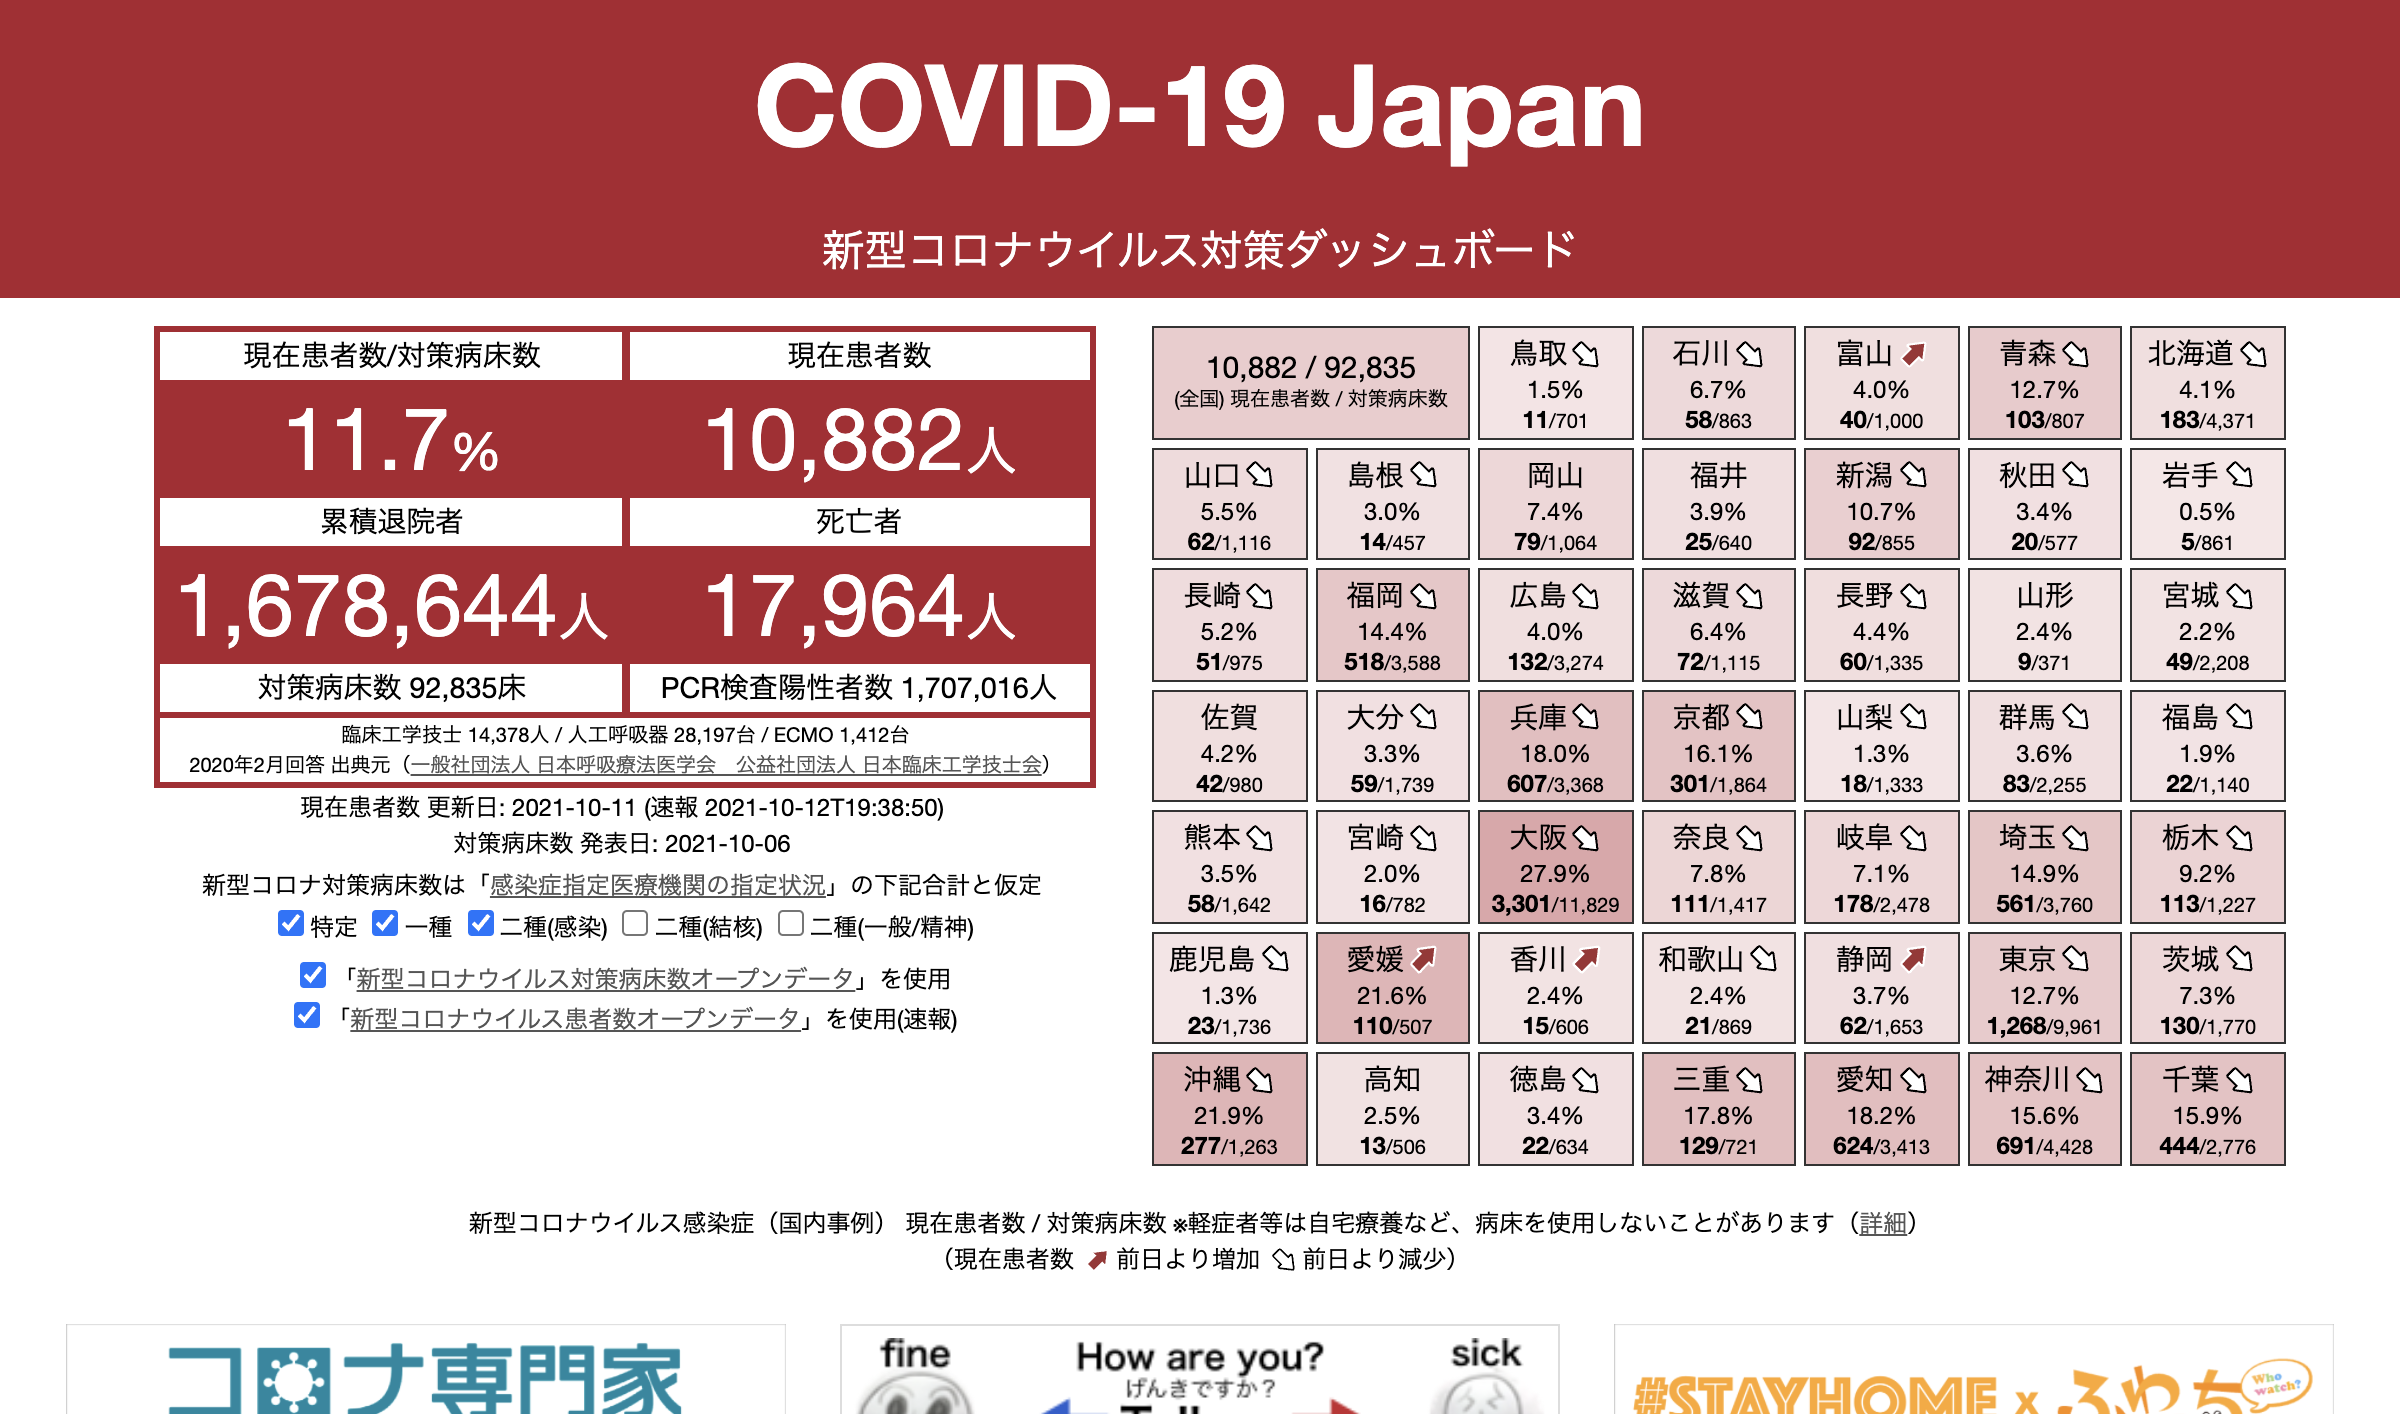 COVID-19 Japan
新型コロナウイルス対策ダッシュボード
現在患者数/対策病床数
現在患者数
11.7%
10,882人
累積退院者
死亡者
1,678,644人
17,964人
対策病床数 92,835床
PCR検査陽性者数 1,707,016人
臨床工学技士 14,378人 / 人工呼吸器 28,197台 / ECMO 1,412台
2020年2月回答 出典元（一般社団法人 日本呼吸療法医学会　公益社団法人 日本臨床工学技士会）
現在患者数 更新日: 2021-10-11 (速報 2021-10-12T19:38:50)
対策病床数 発表日: 2021-10-06
新型コロナ対策病床数は「感染症指定医療機関の指定状況」の下記合計と仮定
特定 一種 二種(感染) 二種(結核) 二種(一般/精神)
「新型コロナウイルス対策病床数オープンデータ」を使用
「新型コロナウイルス患者数オープンデータ」を使用(速報)
10,882 / 92,835
(全国) 現在患者数 / 対策病床数
鳥取
1.5%
11/701
石川
6.7%
58/863
富山
4.0%
40/1,000
青森
12.7%
103/807
北海道
4.1%
183/4,371
山口
5.5%
62/1,116
島根
3.0%
14/457
岡山
7.4%
79/1,064
福井
3.9%
25/640
新潟
10.7%
92/855
秋田
3.4%
20/577
岩手
0.5%
5/861
長崎
5.2%
51/975
福岡
14.4%
518/3,588
広島
4.0%
132/3,274
滋賀
6.4%
72/1,115
長野
4.4%
60/1,335
山形
2.4%
9/371
宮城
2.2%
49/2,208
佐賀
4.2%
42/980
大分
3.3%
59/1,739
兵庫
18.0%
607/3,368
京都
16.1%
301/1,864
山梨
1.3%
18/1,333
群馬
3.6%
83/2,255
福島
1.9%
22/1,140
熊本
3.5%
58/1,642
宮崎
2.0%
16/782
大阪
27.9%
3,301/11,829
奈良
7.8%
111/1,417
岐阜
7.1%
178/2,478
埼玉
14.9%
561/3,760
栃木
9.2%
113/1,227
鹿児島
1.3%
23/1,736
愛媛
21.6%
110/507
香川
2.4%
15/606
和歌山
2.4%
21/869
静岡
3.7%
62/1,653
東京
12.7%
1,268/9,961
茨城
7.3%
130/1,770
沖縄
21.9%
277/1,263
高知
2.5%
13/506
徳島
3.4%
22/634
三重
17.8%
129/721
愛知
18.2%
624/3,413
神奈川
15.6%
691/4,428
千葉
15.9%
444/2,776
新型コロナウイルス感染症（国内事例） 現在患者数 / 対策病床数 ※軽症者等は自宅療養など、病床を使用しないことがあります（詳細）
（現在患者数 前日より増加 前日より減少）
コロナ専門家
fine
How are you?
sick
げんきですか？
#STAYHOME x ふわち
Who watch?